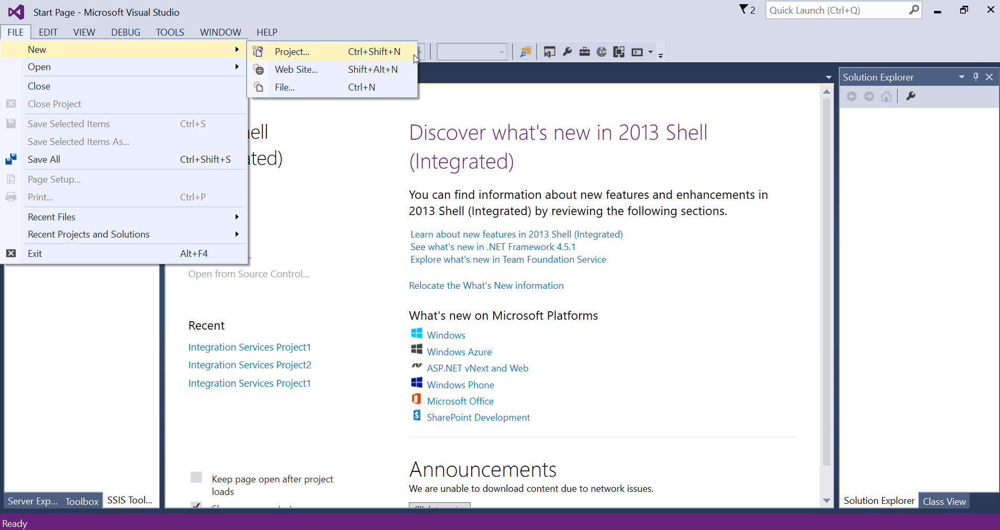 Start Page - Microsoft Visual Studio
2
Quick Launch (Ctrl+Q)
FILE EDIT VIEW DEBUG TOOLS WINDOW HELP
New
Open
Close
Close Project
Save Selected Items Ctrl+S
Save Selected Items As...
Save All Ctrl+Shift+S
Page Setup...
Print... Ctrl+P
Recent Files
Recent Projects and Solutions
Exit Alt+F4
Project... Ctrl+Shift+N
Web Site... Shift+Alt+N
File... Ctrl+N
ell
ated)
Open from Source Control...
Recent
Integration Services Project1
Integration Services Project2
Integration Services Project1
Keep page open after project
loads
Discover what's new in 2013 Shell
(Integrated)
You can find information about new features and enhancements in
2013 Shell (Integrated) by reviewing the following sections.
Learn about new features in 2013 Shell (Integrated)
See what's new in .NET Framework 4.5.1
Explore what's new in Team Foundation Service
Relocate the What's New information
What's new on Microsoft Platforms
Windows
Windows Azure
ASP.NET vNext and Web
Windows Phone
Microsoft Office
SharePoint Development
Announcements
We are unable to download content due to network issues.
Solution Explorer
Server Exp... Toolbox SSIS Tool...
Solution Explorer Class View
Ready